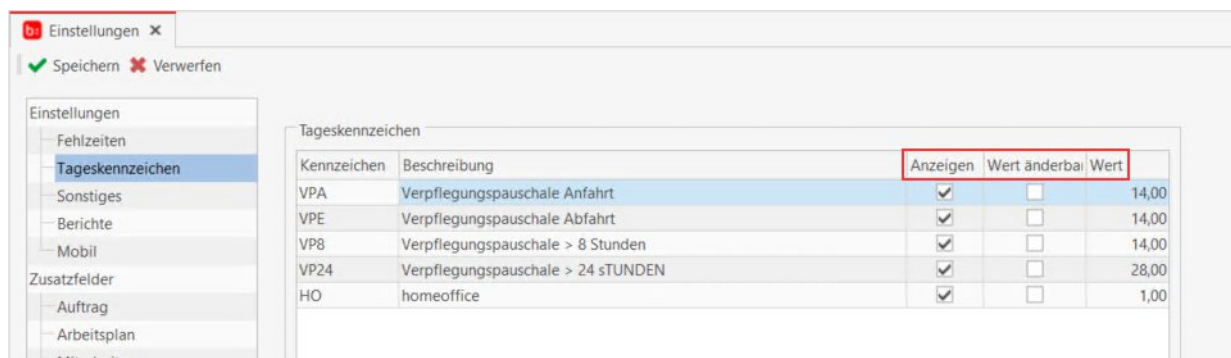 b: Einstellungen ×
Speichern Verwerfen
Einstellungen
Fehlzeiten
Tageskennzeichen
Sonstiges
Berichte
Mobil
Zusatzfelder
Auftrag
Arbeitsplan
Tageskennzeichen
Kennzeichen Beschreibung Anzeigen Wert änderbar Wert
VPA Verpflegungspauschale Anfahrt 14,00
VPE Verpflegungspauschale Abfahrt 14,00
VP8 Verpflegungspauschale > 8 Stunden 14,00
VP24 Verpflegungspauschale > 24 sTUNDEN 28,00
HO homeoffice 1,00